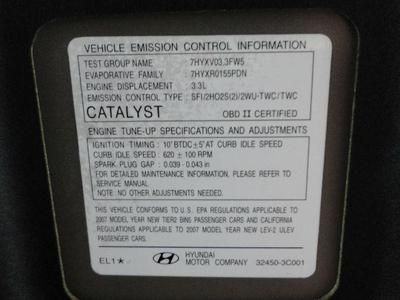 VEHICLE EMISSION CONTROL INFORMATION
TEST GROUP NAME : 7HYXV03.3FW5
EVAPORATIVE FAMILY : 7HYXR0155PDN
ENGINE DISPLACEMENT : 3.3L
EMISSION CONTROL TYPE : SFI/2HO2S(2)/2WU-TWC/TWC
CATALYST OBD II CERTIFIED
ENGINE TUNE-UP SPECIFICATIONS AND ADJUSTMENTS
IGNITION TIMING : 10°BTDC±5°AT CURB IDLE SPEED
CURB IDLE SPEED : 620 ± 100 RPM
SPARK PLUG GAP : 0.039 - 0.043 in
FOR DETAILED MAINTENANCE INFORMATION, PLEASE REFER TO
SERVICE MANUAL.
NOTE: NO OTHER ADJUSTMENTS NEEDED.
THIS VEHICLE CONFORMS TO U.S. EPA REGULATIONS APPLICABLE TO
2007 MODEL YEAR NEW TIER2 BIN5 PASSENGER CARS AND CALIFORNIA
REGULATIONS APPLICABLE TO 2007 MODEL YEAR NEW LEV-2 ULEV
PASSENGER CARS.
EL1★ HYUNDAI
MOTOR COMPANY 32450-3C001